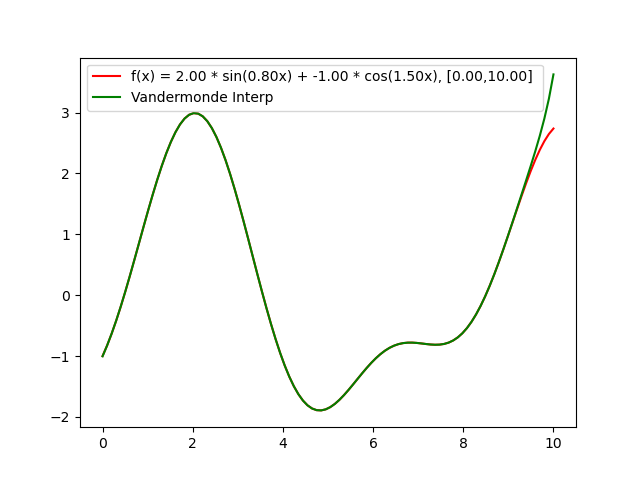 f(x) = 2.00 * sin(0.80x) + -1.00 * cos(1.50x), [0.00,10.00]
Vandermonde Interp
3
2
1
0
−1
−2
0 2 4 6 8 10